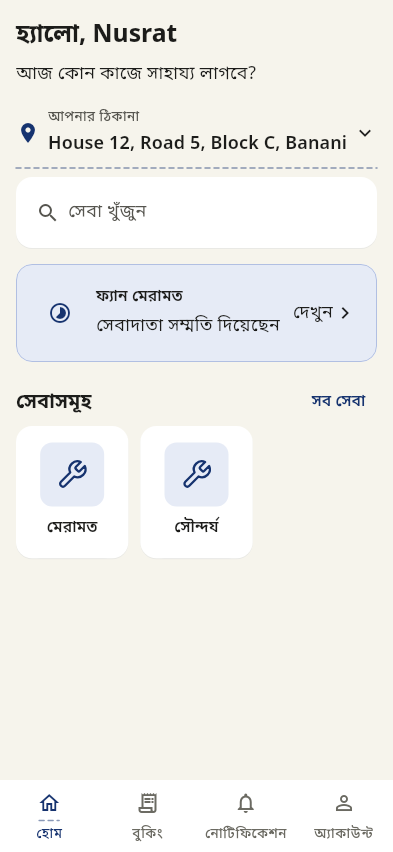 হ্যালো, Nusrat
আজ কোন কাজে সাহায্য লাগবে?
আপনার ঠিকানা
House 12, Road 5, Block C, Banani
সেবা খুঁজুন
ফ্যান মেরামত
সেবাদাতা সম্মতি দিয়েছেন
দেখুন
সেবাসমূহ
সব সেবা
মেরামত
সৌন্দর্য
হোম
বুকিং
নোটিফিকেশন
অ্যাকাউন্ট